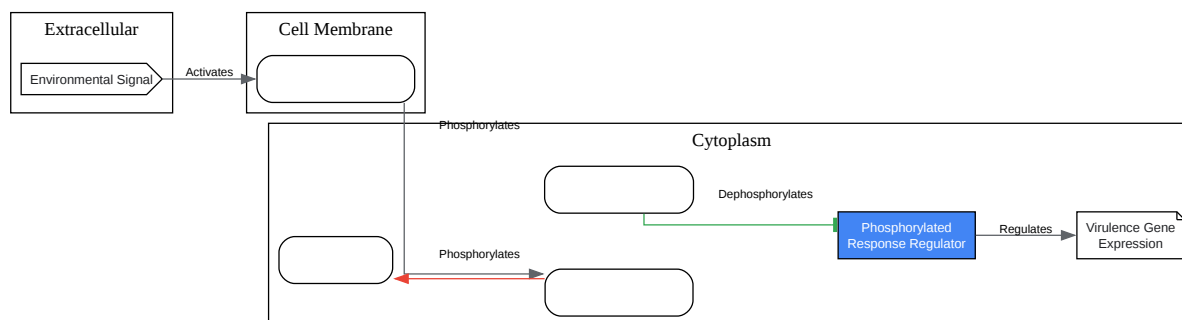 Extracellular
Cell Membrane
Environmental Signal
Activates
Phosphorylates
Cytoplasm
Dephosphorylates
Phosphorylated
Response Regulator
Regulates
Virulence Gene
Expression
Phosphorylates